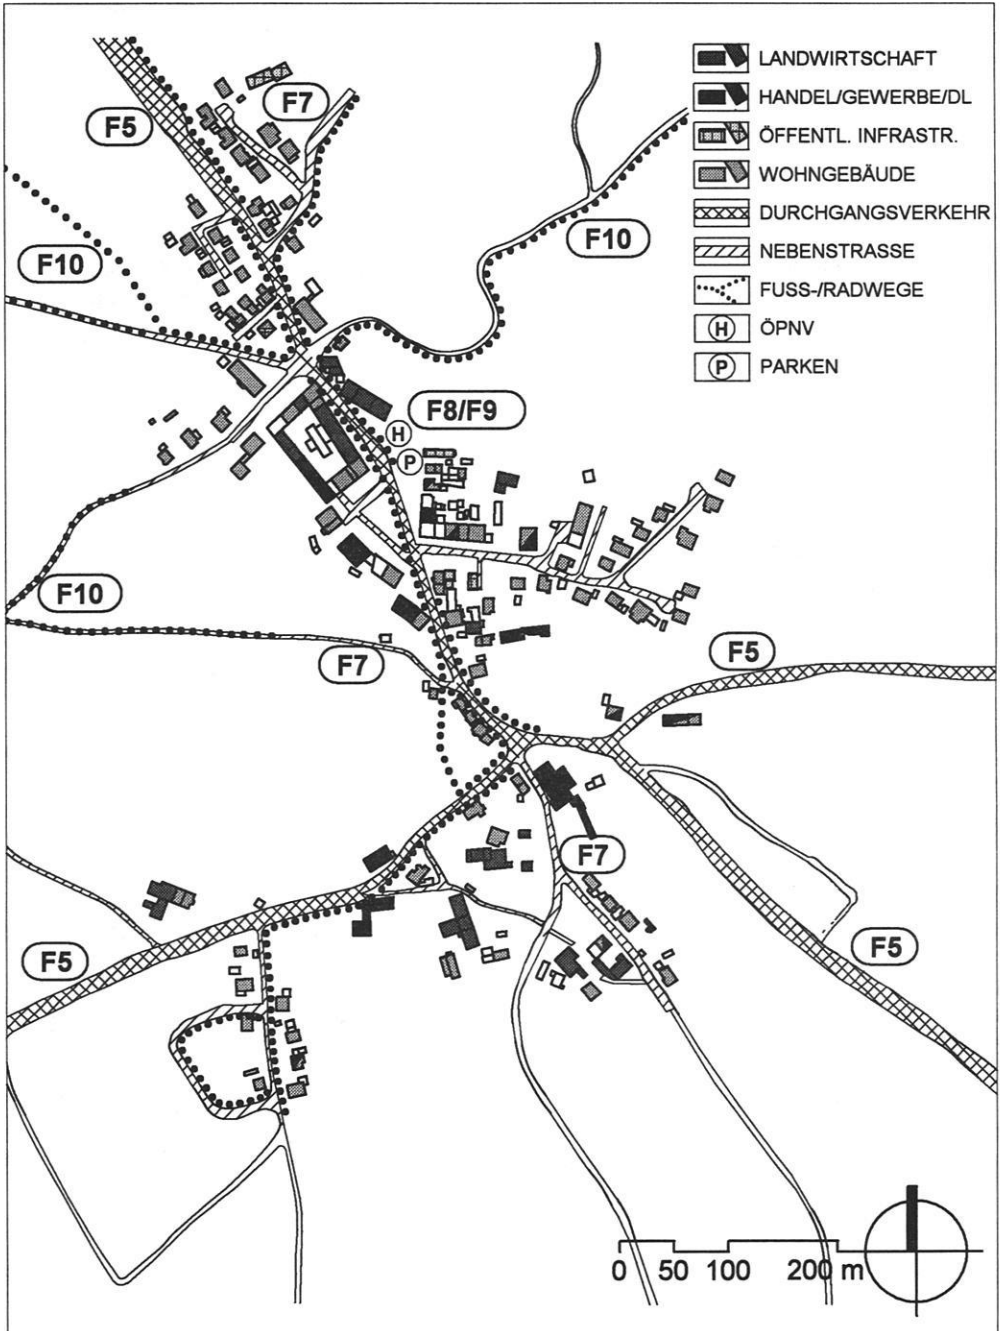 LANDWIRTSCHAFT
HANDEL/GEWERBE/DL
ÖFFENTL. INFRASTR.
WOHNGEBÄUDE
DURCHGANGSVERKEHR
NEBENSTRASSE
FUSS-/RADWEGE
H ÖPNV
P PARKEN
F7
F5
F10
F10
F8/F9
H
P
F10
F7
F5
F7
F5
F5
0 50 100 200 m